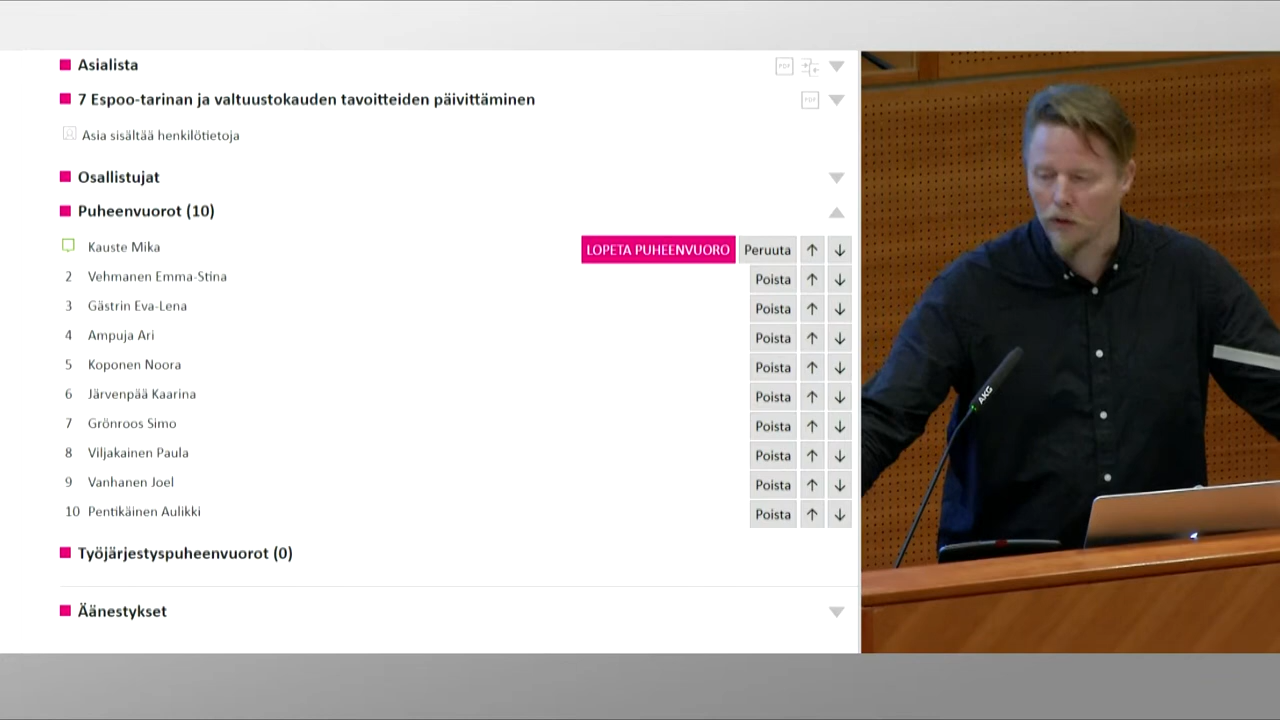 Asialista
PDF
7 Espoo-tarinan ja valtuustokauden tavoitteiden päivittäminen
PDF
Asia sisältää henkilötietoja
Osallistujat
Puheenvuorot (10)
Kauste Mika LOPETA PUHEENVUORO Peruuta
2 Vehmanen Emma-Stina Poista
3 Gästrin Eva-Lena Poista
4 Ampuja Ari Poista
5 Koponen Noora Poista
6 Järvenpää Kaarina Poista
7 Grönroos Simo Poista
8 Viljakainen Paula Poista
9 Vanhanen Joel Poista
10 Pentikäinen Aulikki Poista
Työjärjestyspuheenvuorot (0)
Äänestykset
AKG